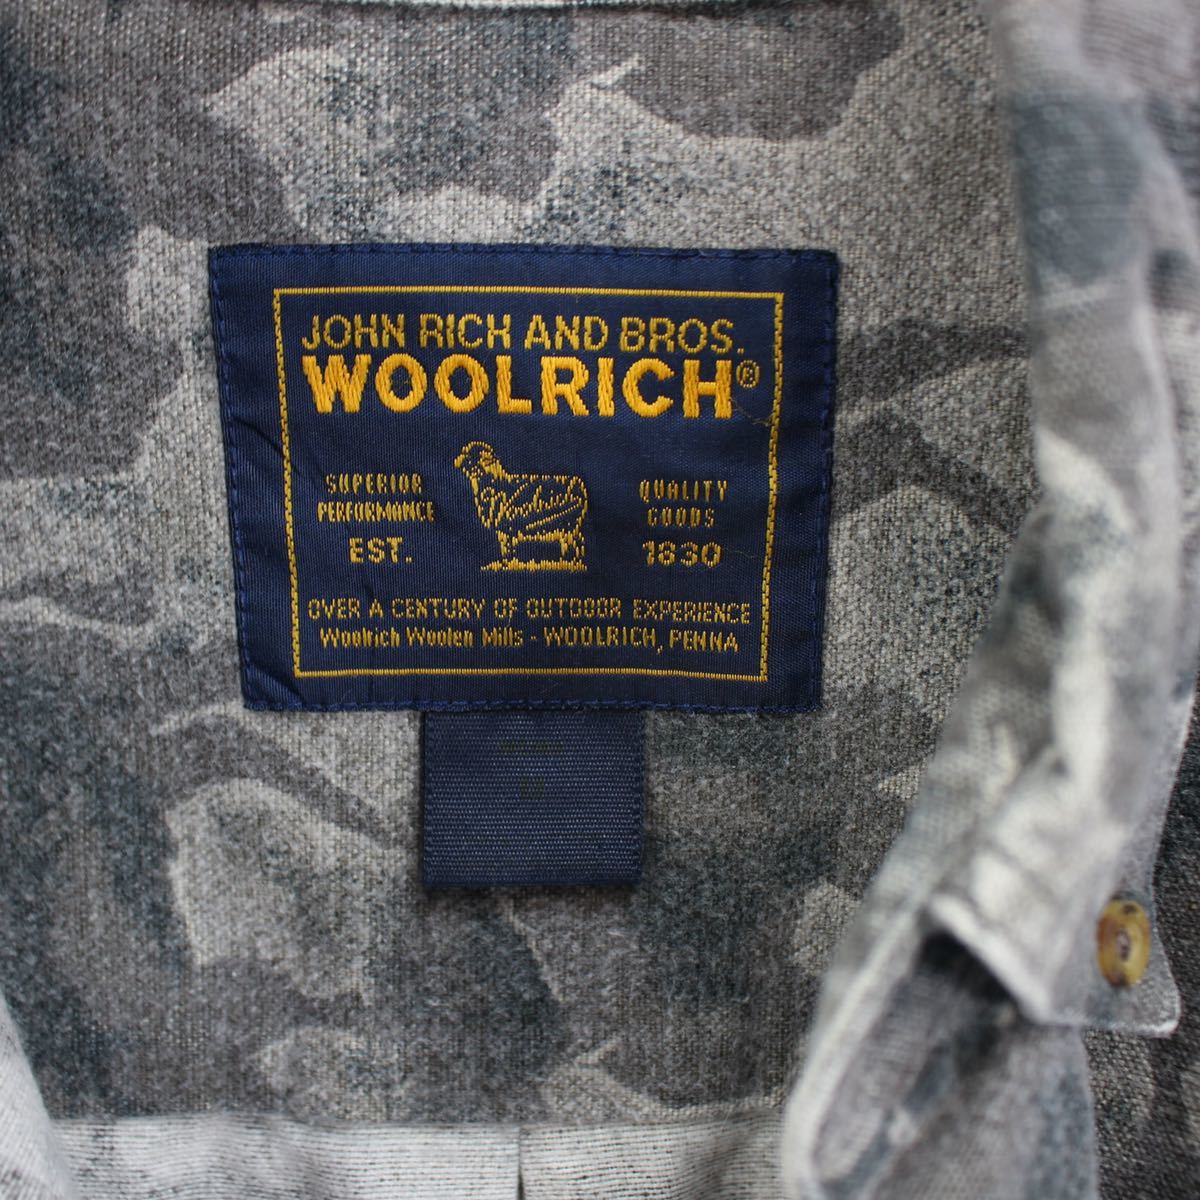 JOHN RICH AND BROS.
WOOLRICH®
SUPERIOR
PERFORMANCE
EST.
Woolrich
QUALITY
GOODS
1830
OVER A CENTURY OF OUTDOOR EXPERIENCE
Woolrich Woolen Mills - WOOLRICH, PENNA